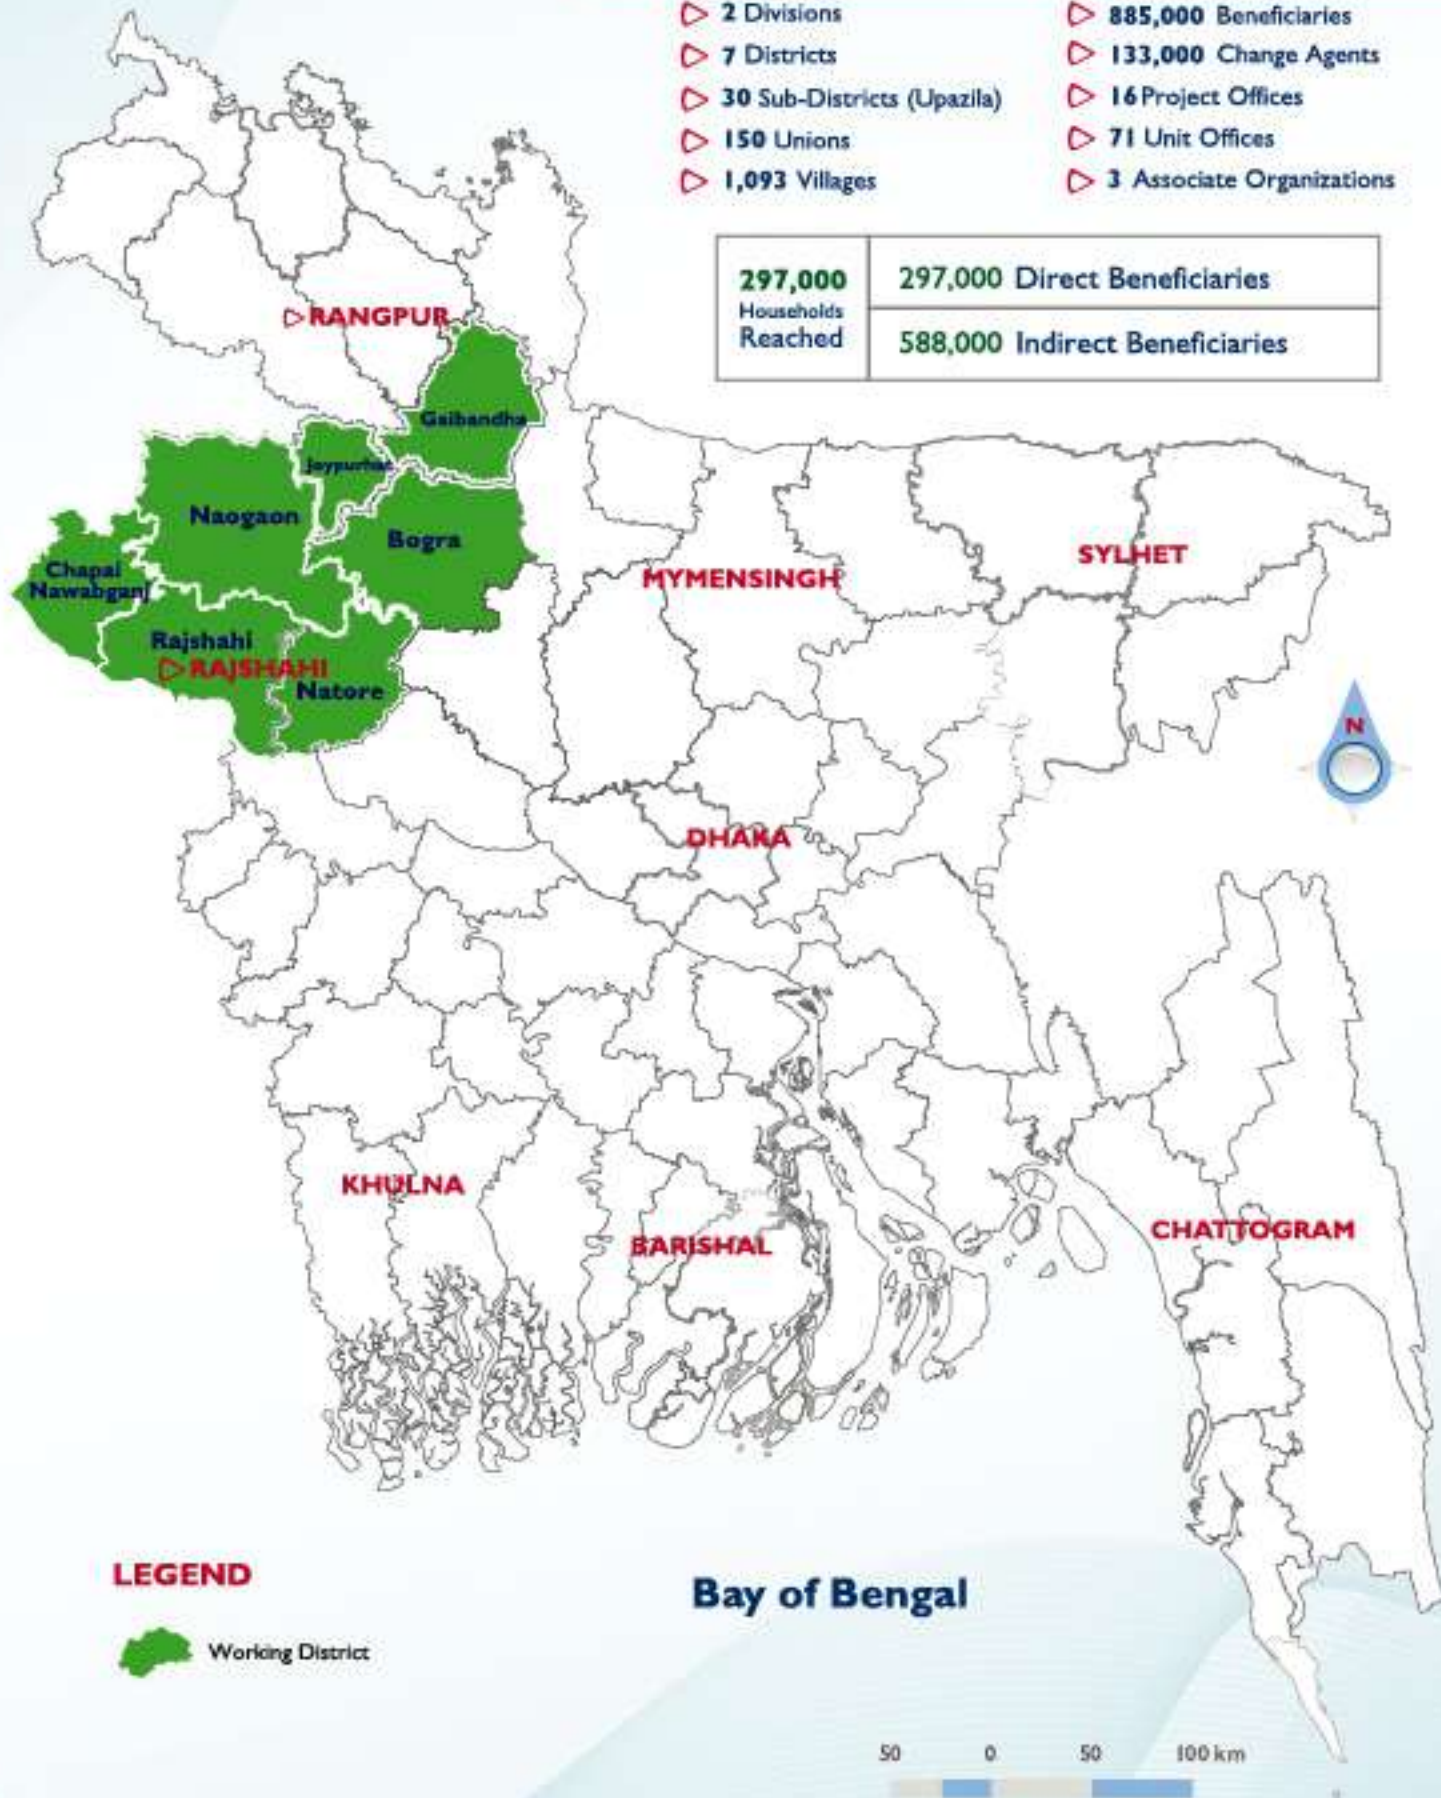 2 Divisions
7 Districts
30 Sub-Districts (Upazila)
150 Unions
1,093 Villages
885,000 Beneficiaries
133,000 Change Agents
16 Project Offices
71 Unit Offices
3 Associate Organizations
297,000
Households
Reached
297,000 Direct Beneficiaries
588,000 Indirect Beneficiaries
RANGPUR
Gaibandha
Joypurhat
Naogaon
Bogra
Chapai
Nawabganj
Rajshahi
RAJSHAHI
Natore
MYMENSINGH
SYLHET
N
DHAKA
KHULNA
BARISHAL
CHATTOGRAM
LEGEND
Working District
Bay of Bengal
50 0 50 100 km